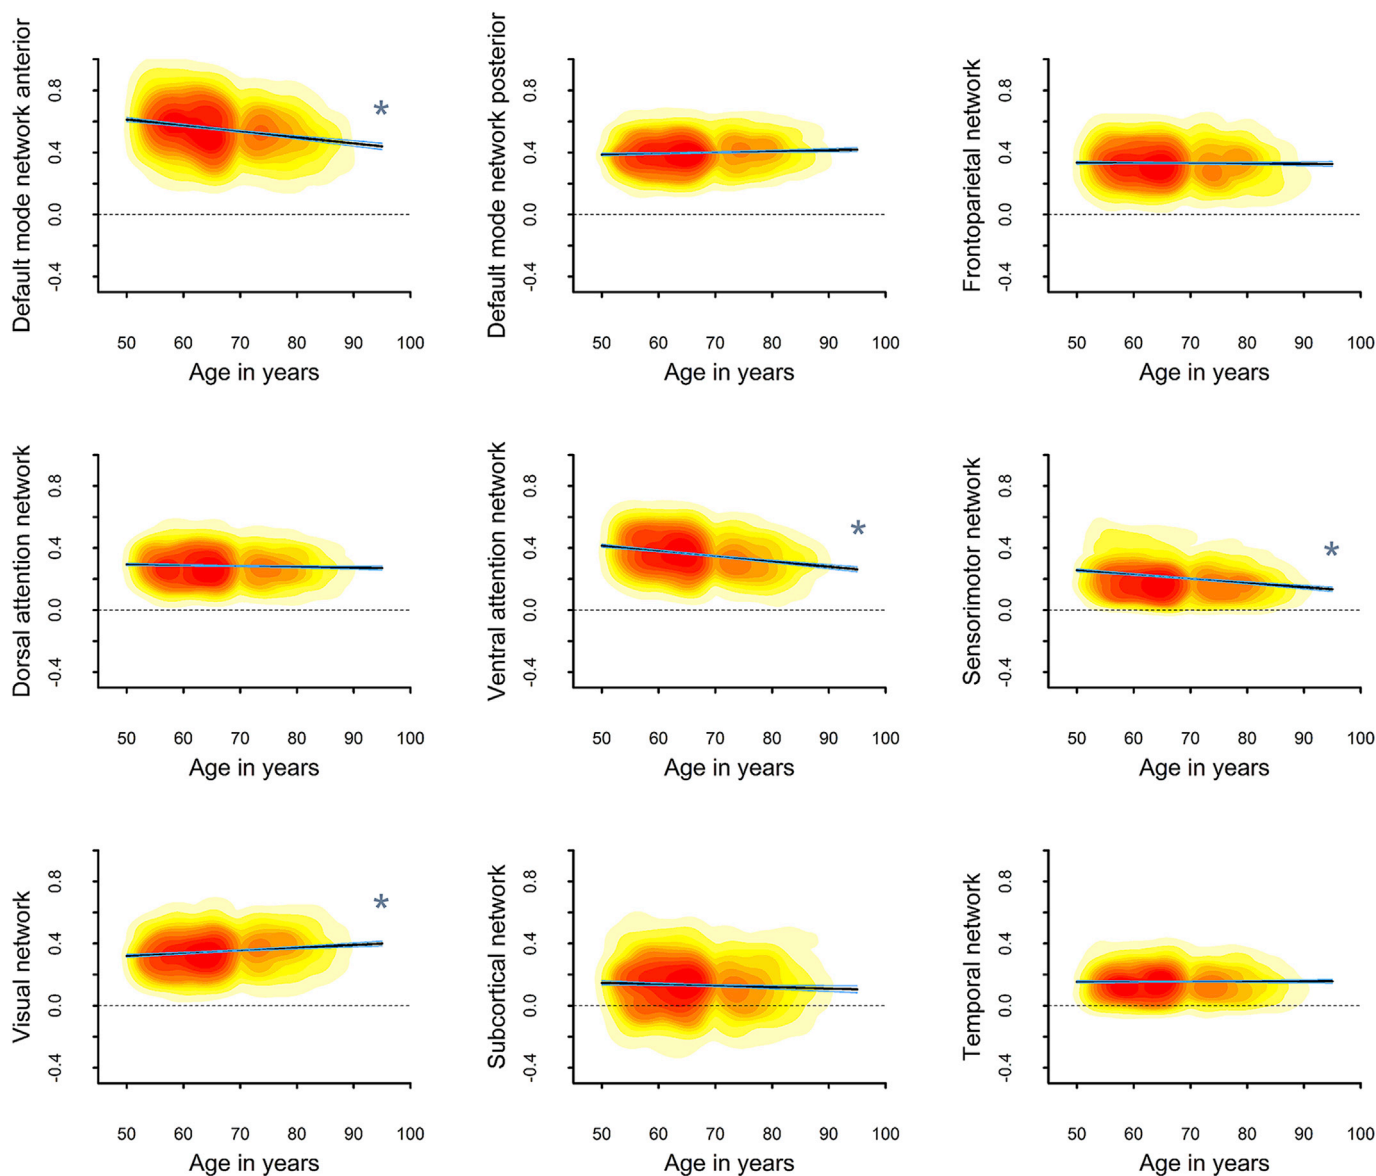 Default mode network anterior
0.8
0.4
0.0
-0.4
50 60 70 80 90 100
Age in years
*
Default mode network posterior
0.8
0.4
0.0
-0.4
50 60 70 80 90 100
Age in years
Frontoparietal network
0.8
0.4
0.0
-0.4
50 60 70 80 90 100
Age in years
Dorsal attention network
0.8
0.4
0.0
-0.4
50 60 70 80 90 100
Age in years
Ventral attention network
0.8
0.4
0.0
-0.4
50 60 70 80 90 100
Age in years
*
Sensorimotor network
0.8
0.4
0.0
-0.4
50 60 70 80 90 100
Age in years
*
Visual network
0.8
0.4
0.0
-0.4
50 60 70 80 90 100
Age in years
*
Subcortical network
0.8
0.4
0.0
-0.4
50 60 70 80 90 100
Age in years
Temporal network
0.8
0.4
0.0
-0.4
50 60 70 80 90 100
Age in years